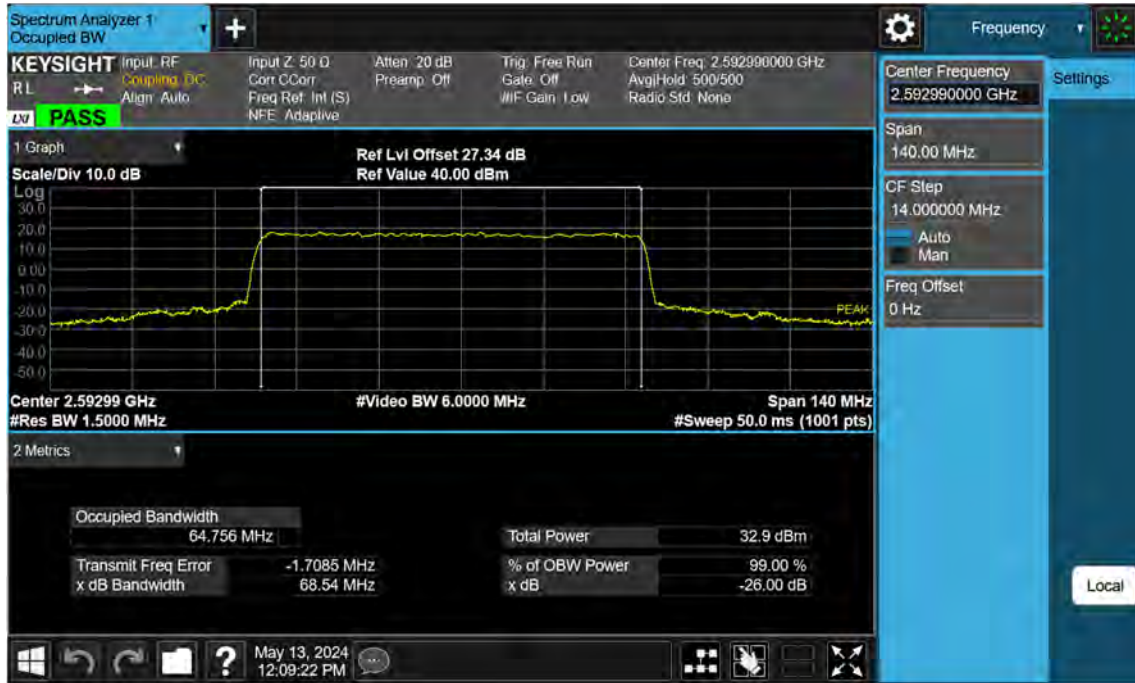 Spectrum Analyzer 1
Occupied BW
Frequency
KEYSIGHT
Input: RF
Coupling: DC
Align: Auto
Input Z: 50 Ω
Corr CCorr
Freq Ref: Int (S)
NFE: Adaptive
Atten: 20 dB
Preamp: Off
Trig: Free Run
Gate: Off
#IF Gain: Low
Center Freq: 2.592990000 GHz
Avg|Hold: 500/500
Radio Std: None
R L
LXI PASS
Center Frequency
2.592990000 GHz
Settings
Span
140.00 MHz
CF Step
14.000000 MHz
Auto
Man
Freq Offset
0 Hz
1 Graph
Scale/Div 10.0 dB
Ref Lvl Offset 27.34 dB
Ref Value 40.00 dBm
Log
30.0
20.0
10.0
0.00
-10.0
-20.0
-30.0
-40.0
-50.0
PEAK
Center 2.59299 GHz
#Video BW 6.0000 MHz
Span 140 MHz
#Res BW 1.5000 MHz
#Sweep 50.0 ms (1001 pts)
2 Metrics
Occupied Bandwidth
64.756 MHz
Total Power 32.9 dBm
Transmit Freq Error -1.7085 MHz
% of OBW Power 99.00 %
x dB Bandwidth 68.54 MHz
x dB -26.00 dB
Local
?
May 13, 2024
12:09:22 PM